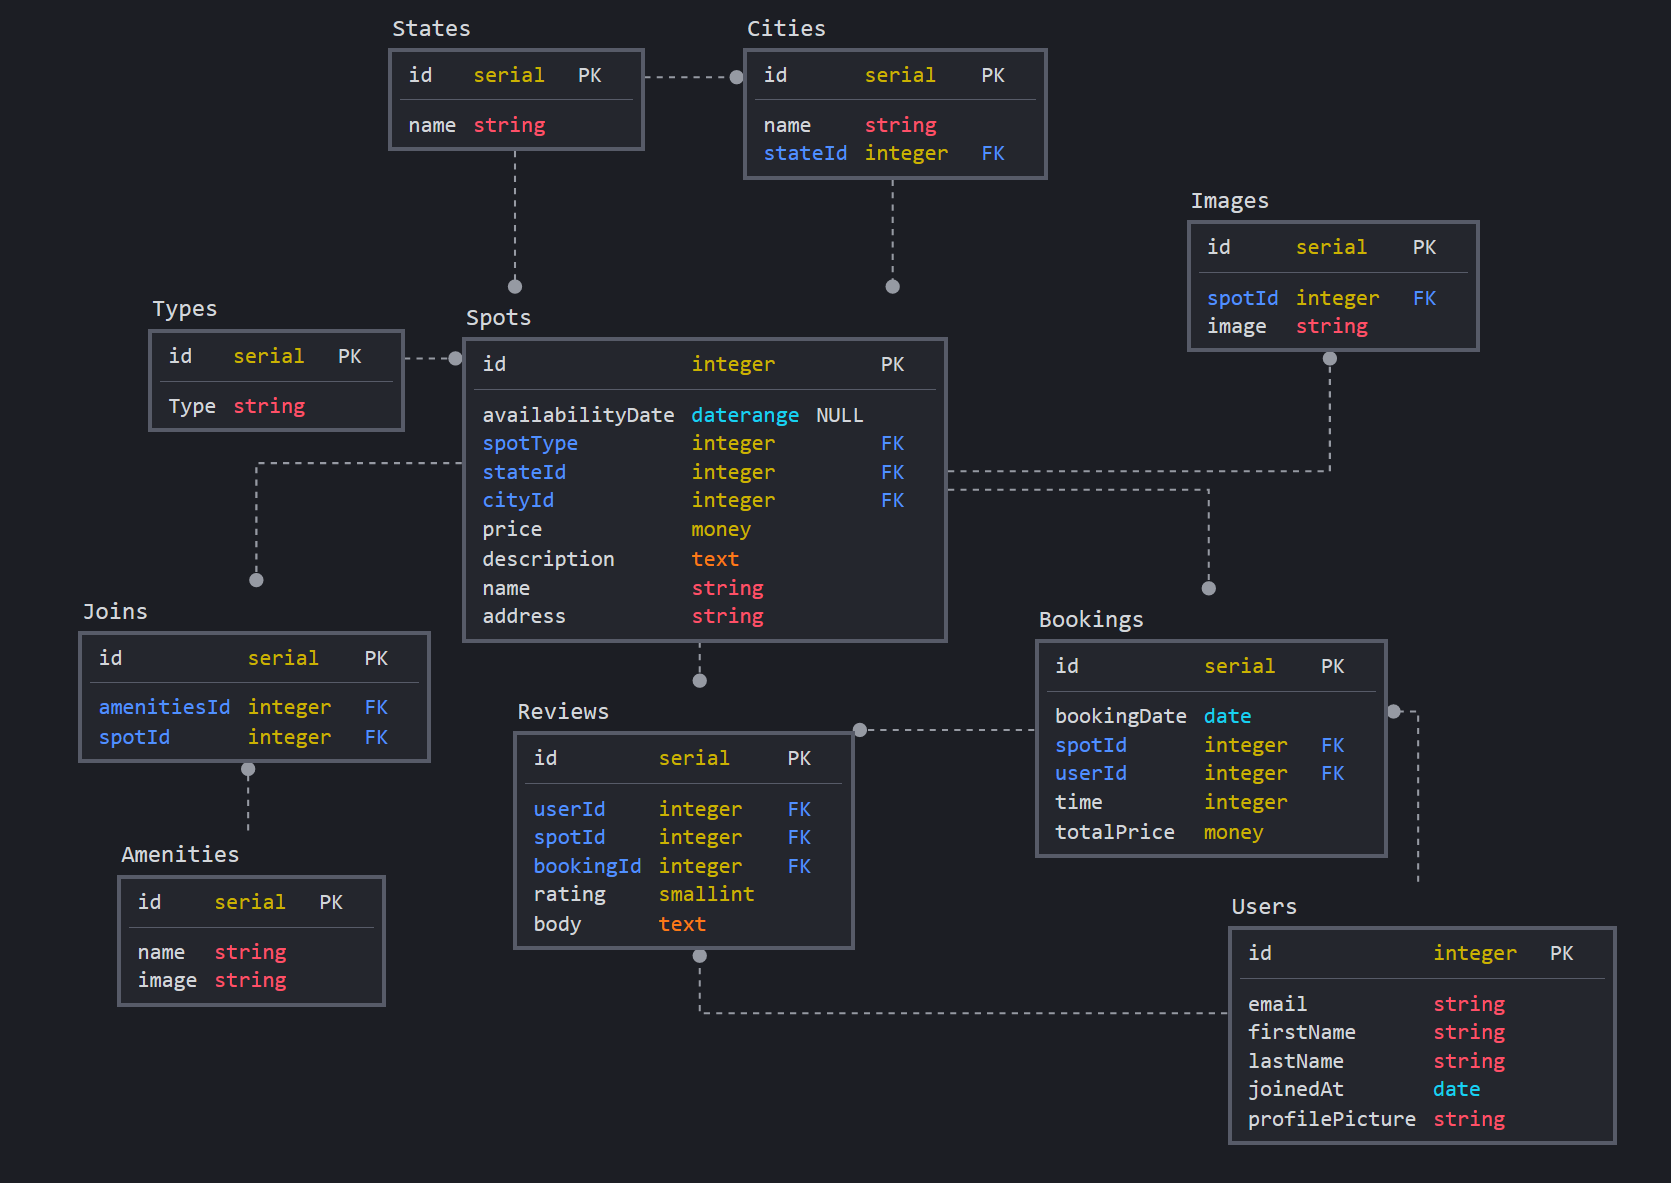 States
id serial PK
name string
Cities
id serial PK
name string
stateId integer FK
Images
id serial PK
spotId integer FK
image string
Types
id serial PK
Type string
Spots
id integer PK
availabilityDate daterange NULL
spotType integer FK
stateId integer FK
cityId integer FK
price money
description text
name string
address string
Joins
id serial PK
amenitiesId integer FK
spotId integer FK
Bookings
id serial PK
bookingDate date
spotId integer FK
userId integer FK
time integer
totalPrice money
Reviews
id serial PK
userId integer FK
spotId integer FK
bookingId integer FK
rating smallint
body text
Amenities
id serial PK
name string
image string
Users
id integer PK
email string
firstName string
lastName string
joinedAt date
profilePicture string